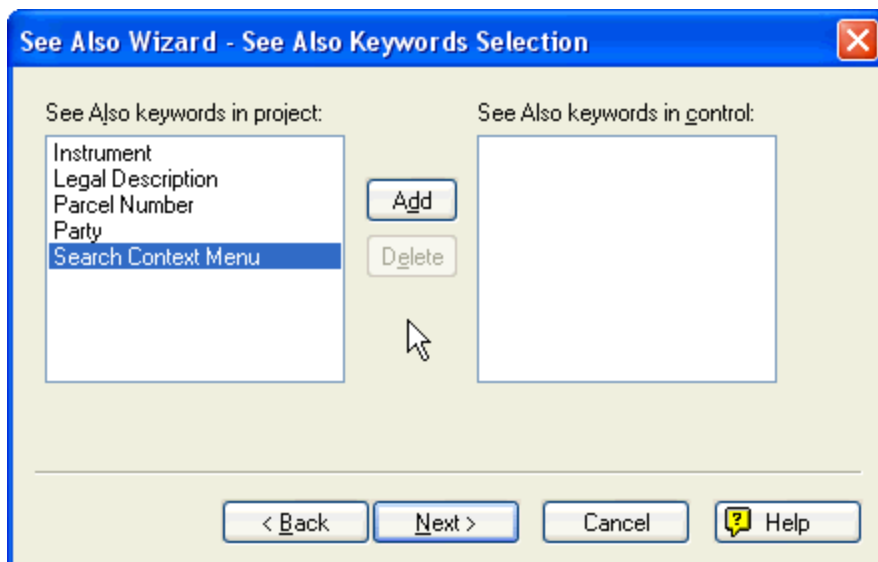 See Also Wizard - See Also Keywords Selection
See Also keywords in project:
Instrument
Legal Description
Parcel Number
Party
Search Context Menu
Add
Delete
See Also keywords in control:
< Back
Next >
Cancel
? Help